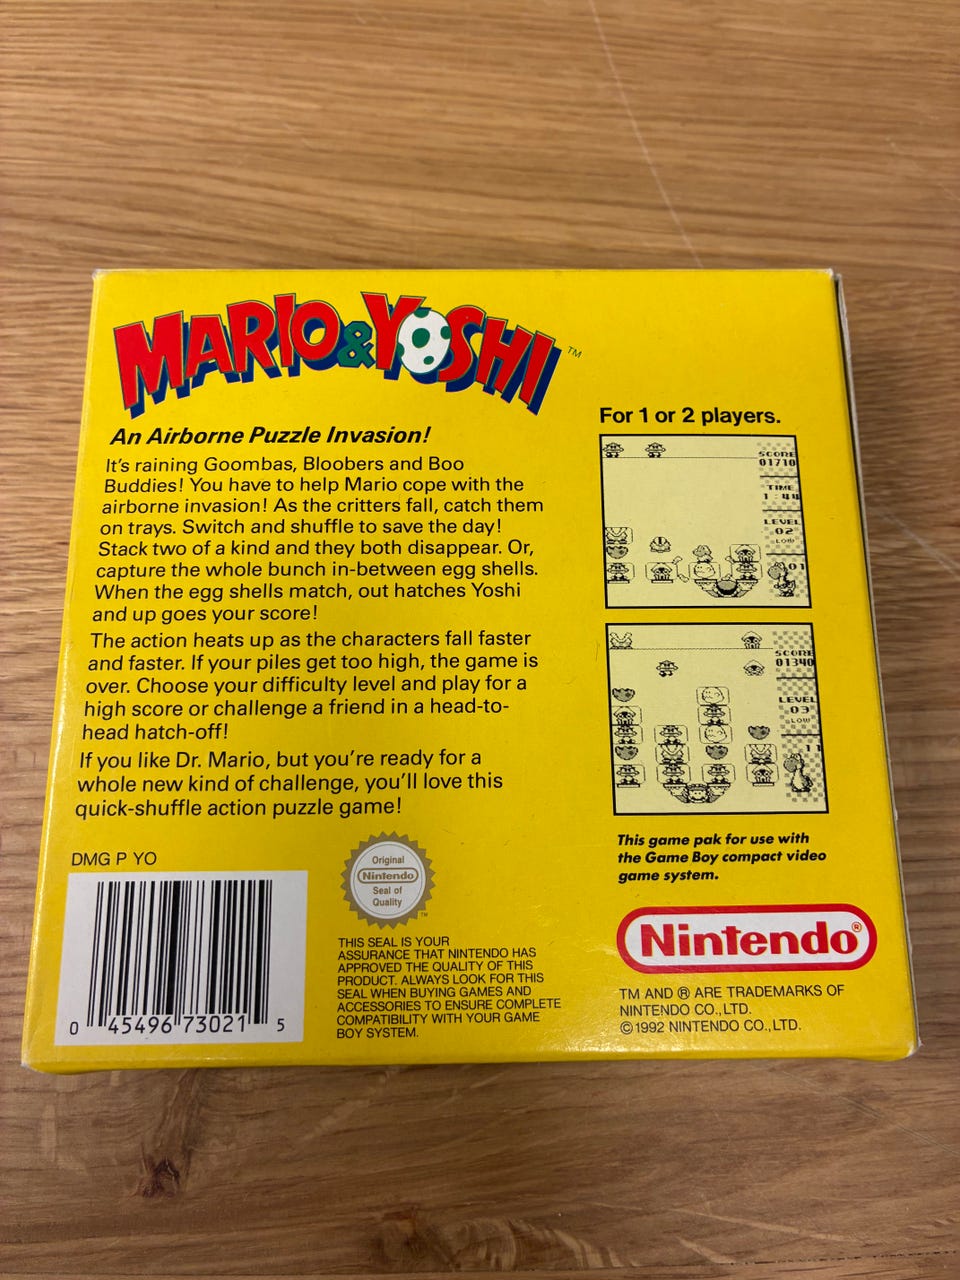 MARIO & YOSHI ™
An Airborne Puzzle Invasion!
It's raining Goombas, Bloobers and Boo
Buddies! You have to help Mario cope with the
airborne invasion! As the critters fall, catch them
on trays. Switch and shuffle to save the day!
Stack two of a kind and they both disappear. Or,
capture the whole bunch in-between egg shells.
When the egg shells match, out hatches Yoshi
and up goes your score!
The action heats up as the characters fall faster
and faster. If your piles get too high, the game is
over. Choose your difficulty level and play for a
high score or challenge a friend in a head-to-
head hatch-off!
If you like Dr. Mario, but you're ready for a
whole new kind of challenge, you'll love this
quick-shuffle action puzzle game!
For 1 or 2 players.
SCORE
01710
TIME
1:44
LEVEL
02
LOW
01
SCORE
01340
LEVEL
03
LOW
11
This game pak for use with
the Game Boy compact video
game system.
DMG P YO
0 45496 73021 5
Original
Nintendo
Seal of
Quality
™
THIS SEAL IS YOUR
ASSURANCE THAT NINTENDO HAS
APPROVED THE QUALITY OF THIS
PRODUCT. ALWAYS LOOK FOR THIS
SEAL WHEN BUYING GAMES AND
ACCESSORIES TO ENSURE COMPLETE
COMPATIBILITY WITH YOUR GAME
BOY SYSTEM.
Nintendo®
TM AND ® ARE TRADEMARKS OF
NINTENDO CO., LTD.
© 1992 NINTENDO CO., LTD.